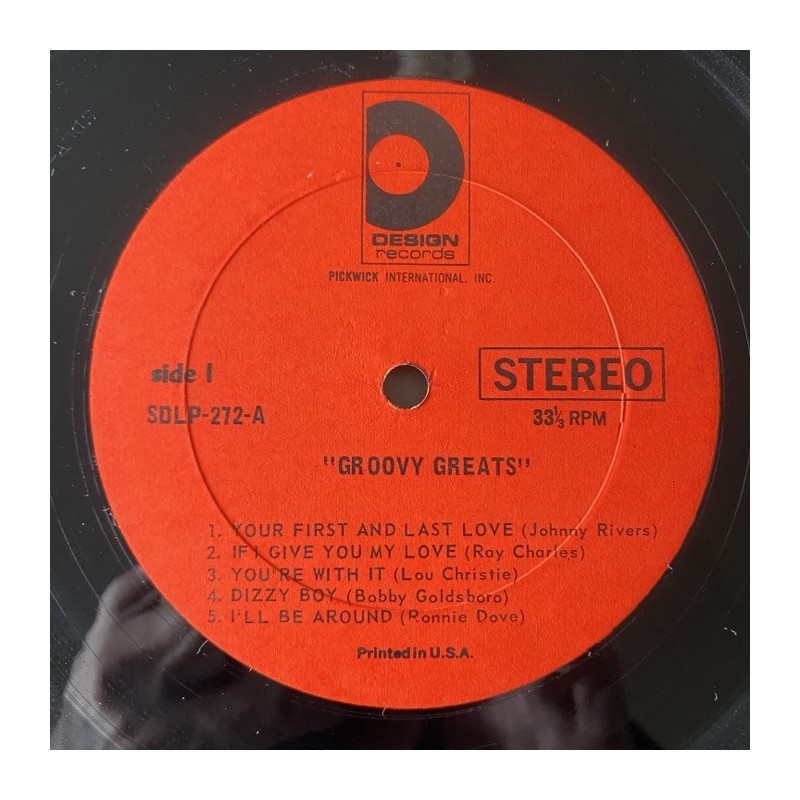 DESIGN
records
PICKWICK INTERNATIONAL, INC.
side 1
STEREO
SDLP-272-A
33⅓ RPM
"GROOVY GREATS"
1. YOUR FIRST AND LAST LOVE (Johnny Rivers)
2. IF I GIVE YOU MY LOVE (Ray Charles)
3. YOU'RE WITH IT (Lou Christie)
4. DIZZY BOY (Bobby Goldsboro)
5. I'LL BE AROUND (Ronnie Dove)
Printed in U.S.A.